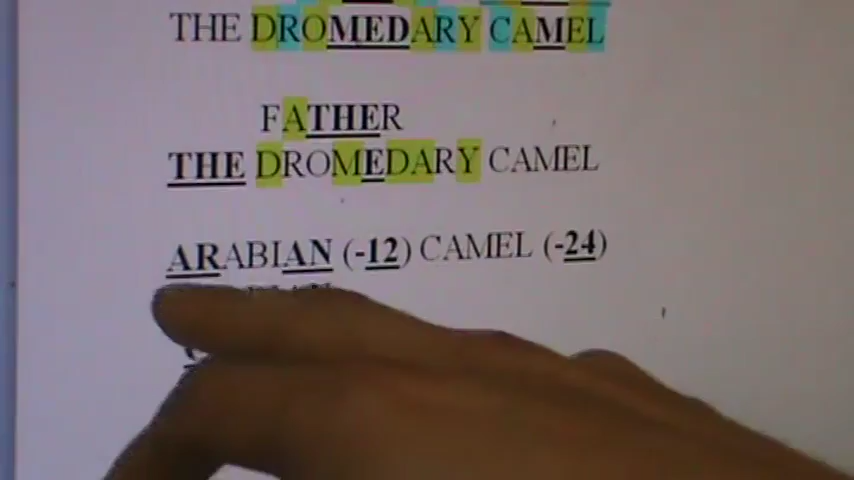 THE DROMEDARY CAMEL
FATHER
THE DROMEDARY CAMEL
ARABIAN (-12) CAMEL (-24)